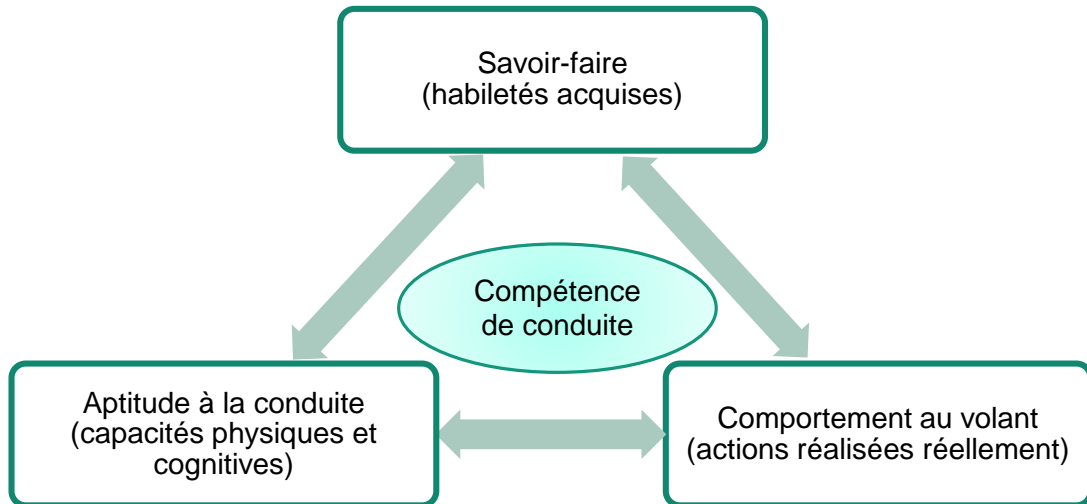 Savoir-faire
(habiletés acquises)
Compétence
de conduite
Aptitude à la conduite
(capacités physiques et
cognitives)
Comportement au volant
(actions réalisées réellement)